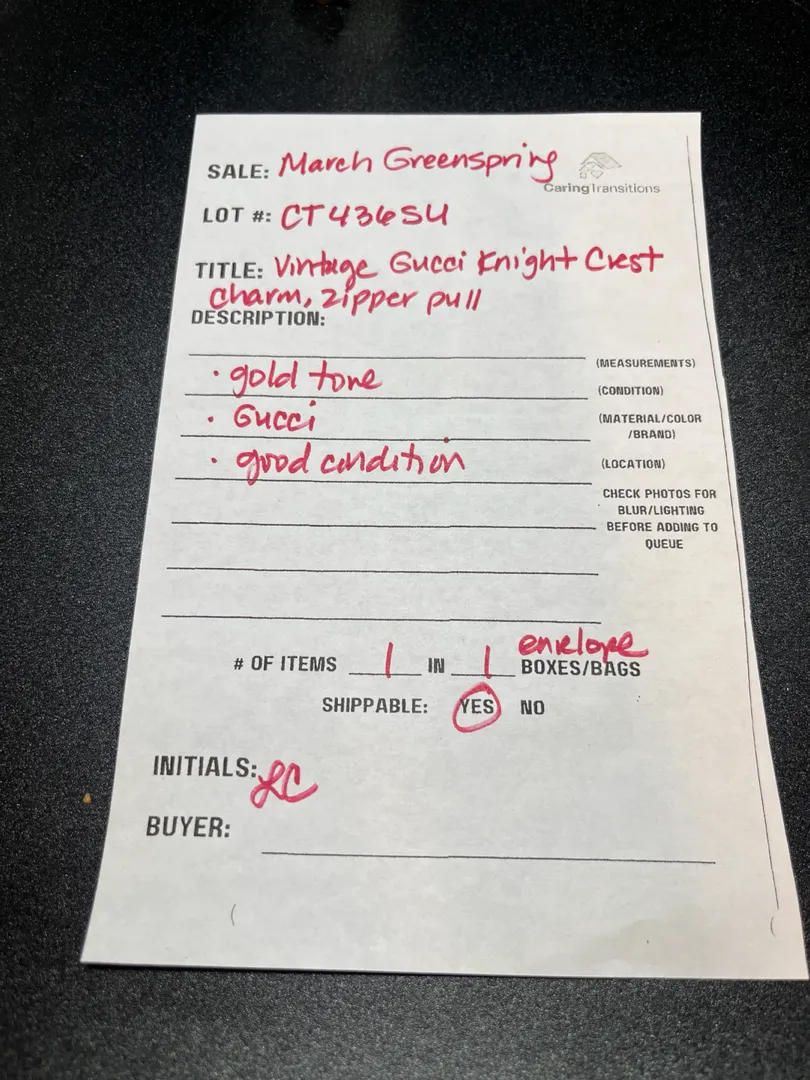 SALE: March Greenspring
CaringTransitions
LOT #: CT436SU
TITLE: Vintage Gucci Knight Crest
charm, zipper pull
DESCRIPTION:
(MEASUREMENTS)
• gold tone
(CONDITION)
• Gucci
(MATERIAL/COLOR
/BRAND)
• good condition
(LOCATION)
CHECK PHOTOS FOR
BLUR/LIGHTING
BEFORE ADDING TO
QUEUE
envelope
# OF ITEMS 1 IN 1 BOXES/BAGS
SHIPPABLE: YES NO
INITIALS: LC
BUYER: